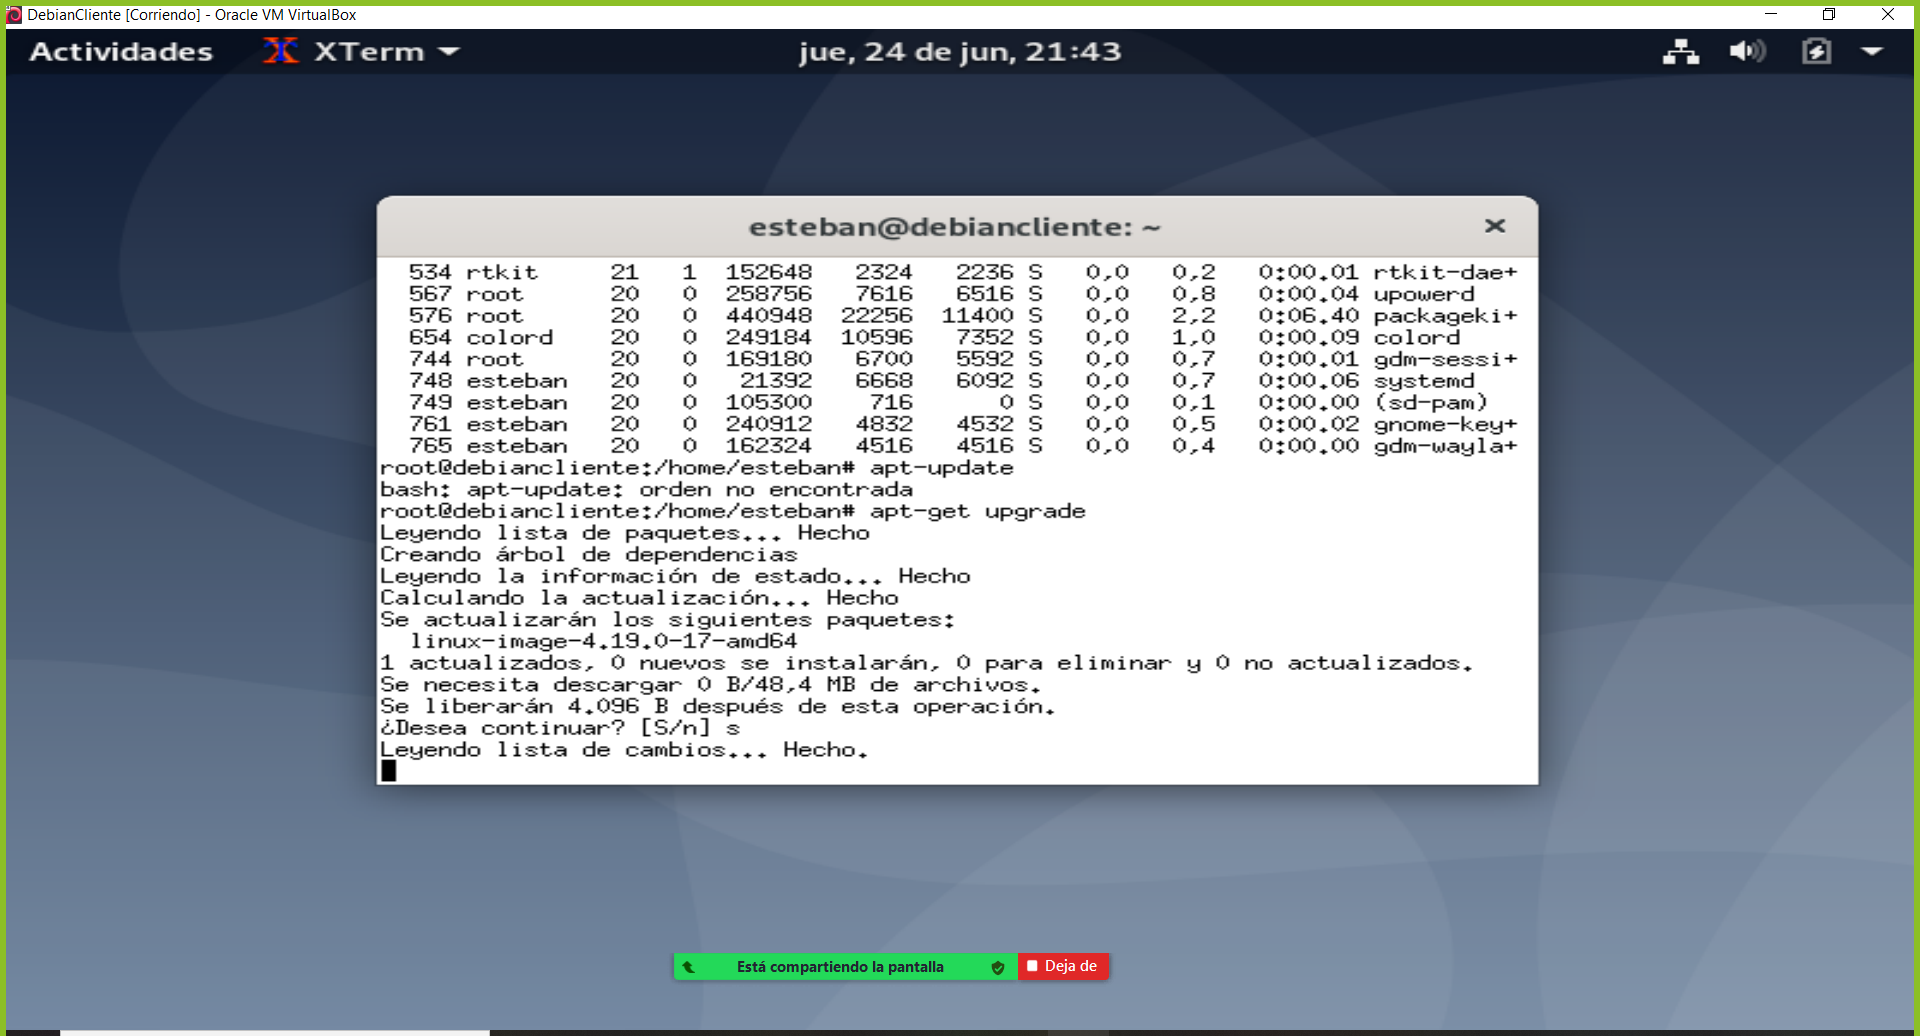 DebianCliente [Corriendo] - Oracle VM VirtualBox
Actividades XTerm jue, 24 de jun, 21:43
esteban@debiancliente: ~
534 rtkit 21 1 152648 2324 2236 S 0,0 0,2 0:00.01 rtkit-dae+
567 root 20 0 258756 7616 6516 S 0,0 0,8 0:00.04 upowerd
576 root 20 0 440948 22256 11400 S 0,0 2,2 0:06.40 packageki+
654 colord 20 0 249184 10596 7352 S 0,0 1,0 0:00.09 colord
744 root 20 0 169180 6700 5592 S 0,0 0,7 0:00.01 gdm-sessi+
748 esteban 20 0 21392 6668 6092 S 0,0 0,7 0:00.06 systemd
749 esteban 20 0 105300 716 0 S 0,0 0,1 0:00.00 (sd-pam)
761 esteban 20 0 240912 4832 4532 S 0,0 0,5 0:00.02 gnome-key+
765 esteban 20 0 162324 4516 4516 S 0,0 0,4 0:00.00 gdm-wayla+
root@debiancliente:/home/esteban# apt-update
bash: apt-update: orden no encontrada
root@debiancliente:/home/esteban# apt-get upgrade
Leyendo lista de paquetes... Hecho
Creando árbol de dependencias
Leyendo la información de estado... Hecho
Calculando la actualización... Hecho
Se actualizarán los siguientes paquetes:
linux-image-4.19.0-17-amd64
1 actualizados, 0 nuevos se instalarán, 0 para eliminar y 0 no actualizados.
Se necesita descargar 0 B/48,4 MB de archivos.
Se liberarán 4.096 B después de esta operación.
¿Desea continuar? [S/n] s
Leyendo lista de cambios... Hecho.
Está compartiendo la pantalla Deja de